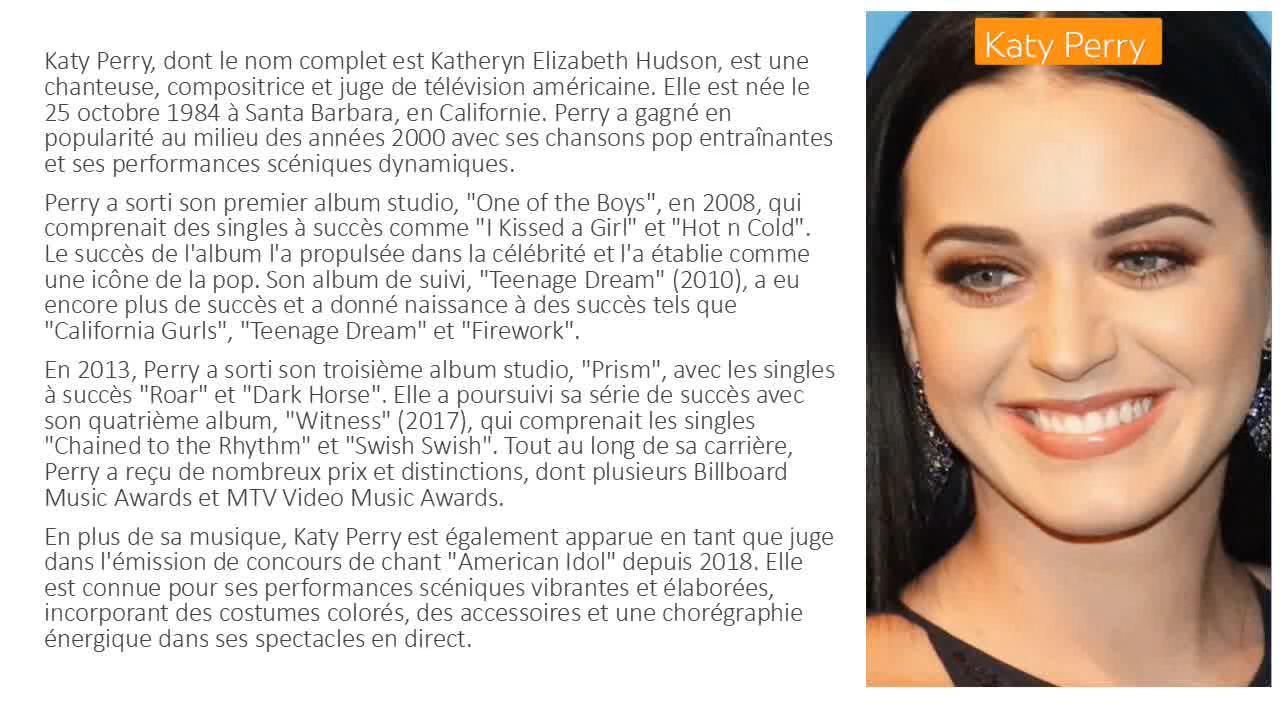 Katy Perry, dont le nom complet est Katheryn Elizabeth Hudson, est une
chanteuse, compositrice et juge de télévision américaine. Elle est née le
25 octobre 1984 à Santa Barbara, en Californie. Perry a gagné en
popularité au milieu des années 2000 avec ses chansons pop entraînantes
et ses performances scéniques dynamiques.
Perry a sorti son premier album studio, "One of the Boys", en 2008, qui
comprenait des singles à succès comme "I Kissed a Girl" et "Hot n Cold".
Le succès de l'album l'a propulsée dans la célébrité et l'a établie comme
une icône de la pop. Son album de suivi, "Teenage Dream" (2010), a eu
encore plus de succès et a donné naissance à des succès tels que
"California Gurls", "Teenage Dream" et "Firework".
En 2013, Perry a sorti son troisième album studio, "Prism", avec les singles
à succès "Roar" et "Dark Horse". Elle a poursuivi sa série de succès avec
son quatrième album, "Witness" (2017), qui comprenait les singles
"Chained to the Rhythm" et "Swish Swish". Tout au long de sa carrière,
Perry a reçu de nombreux prix et distinctions, dont plusieurs Billboard
Music Awards et MTV Video Music Awards.
En plus de sa musique, Katy Perry est également apparue en tant que juge
dans l'émission de concours de chant "American Idol" depuis 2018. Elle
est connue pour ses performances scéniques vibrantes et élaborées,
incorporant des costumes colorés, des accessoires et une chorégraphie
énergique dans ses spectacles en direct.
Katy Perry